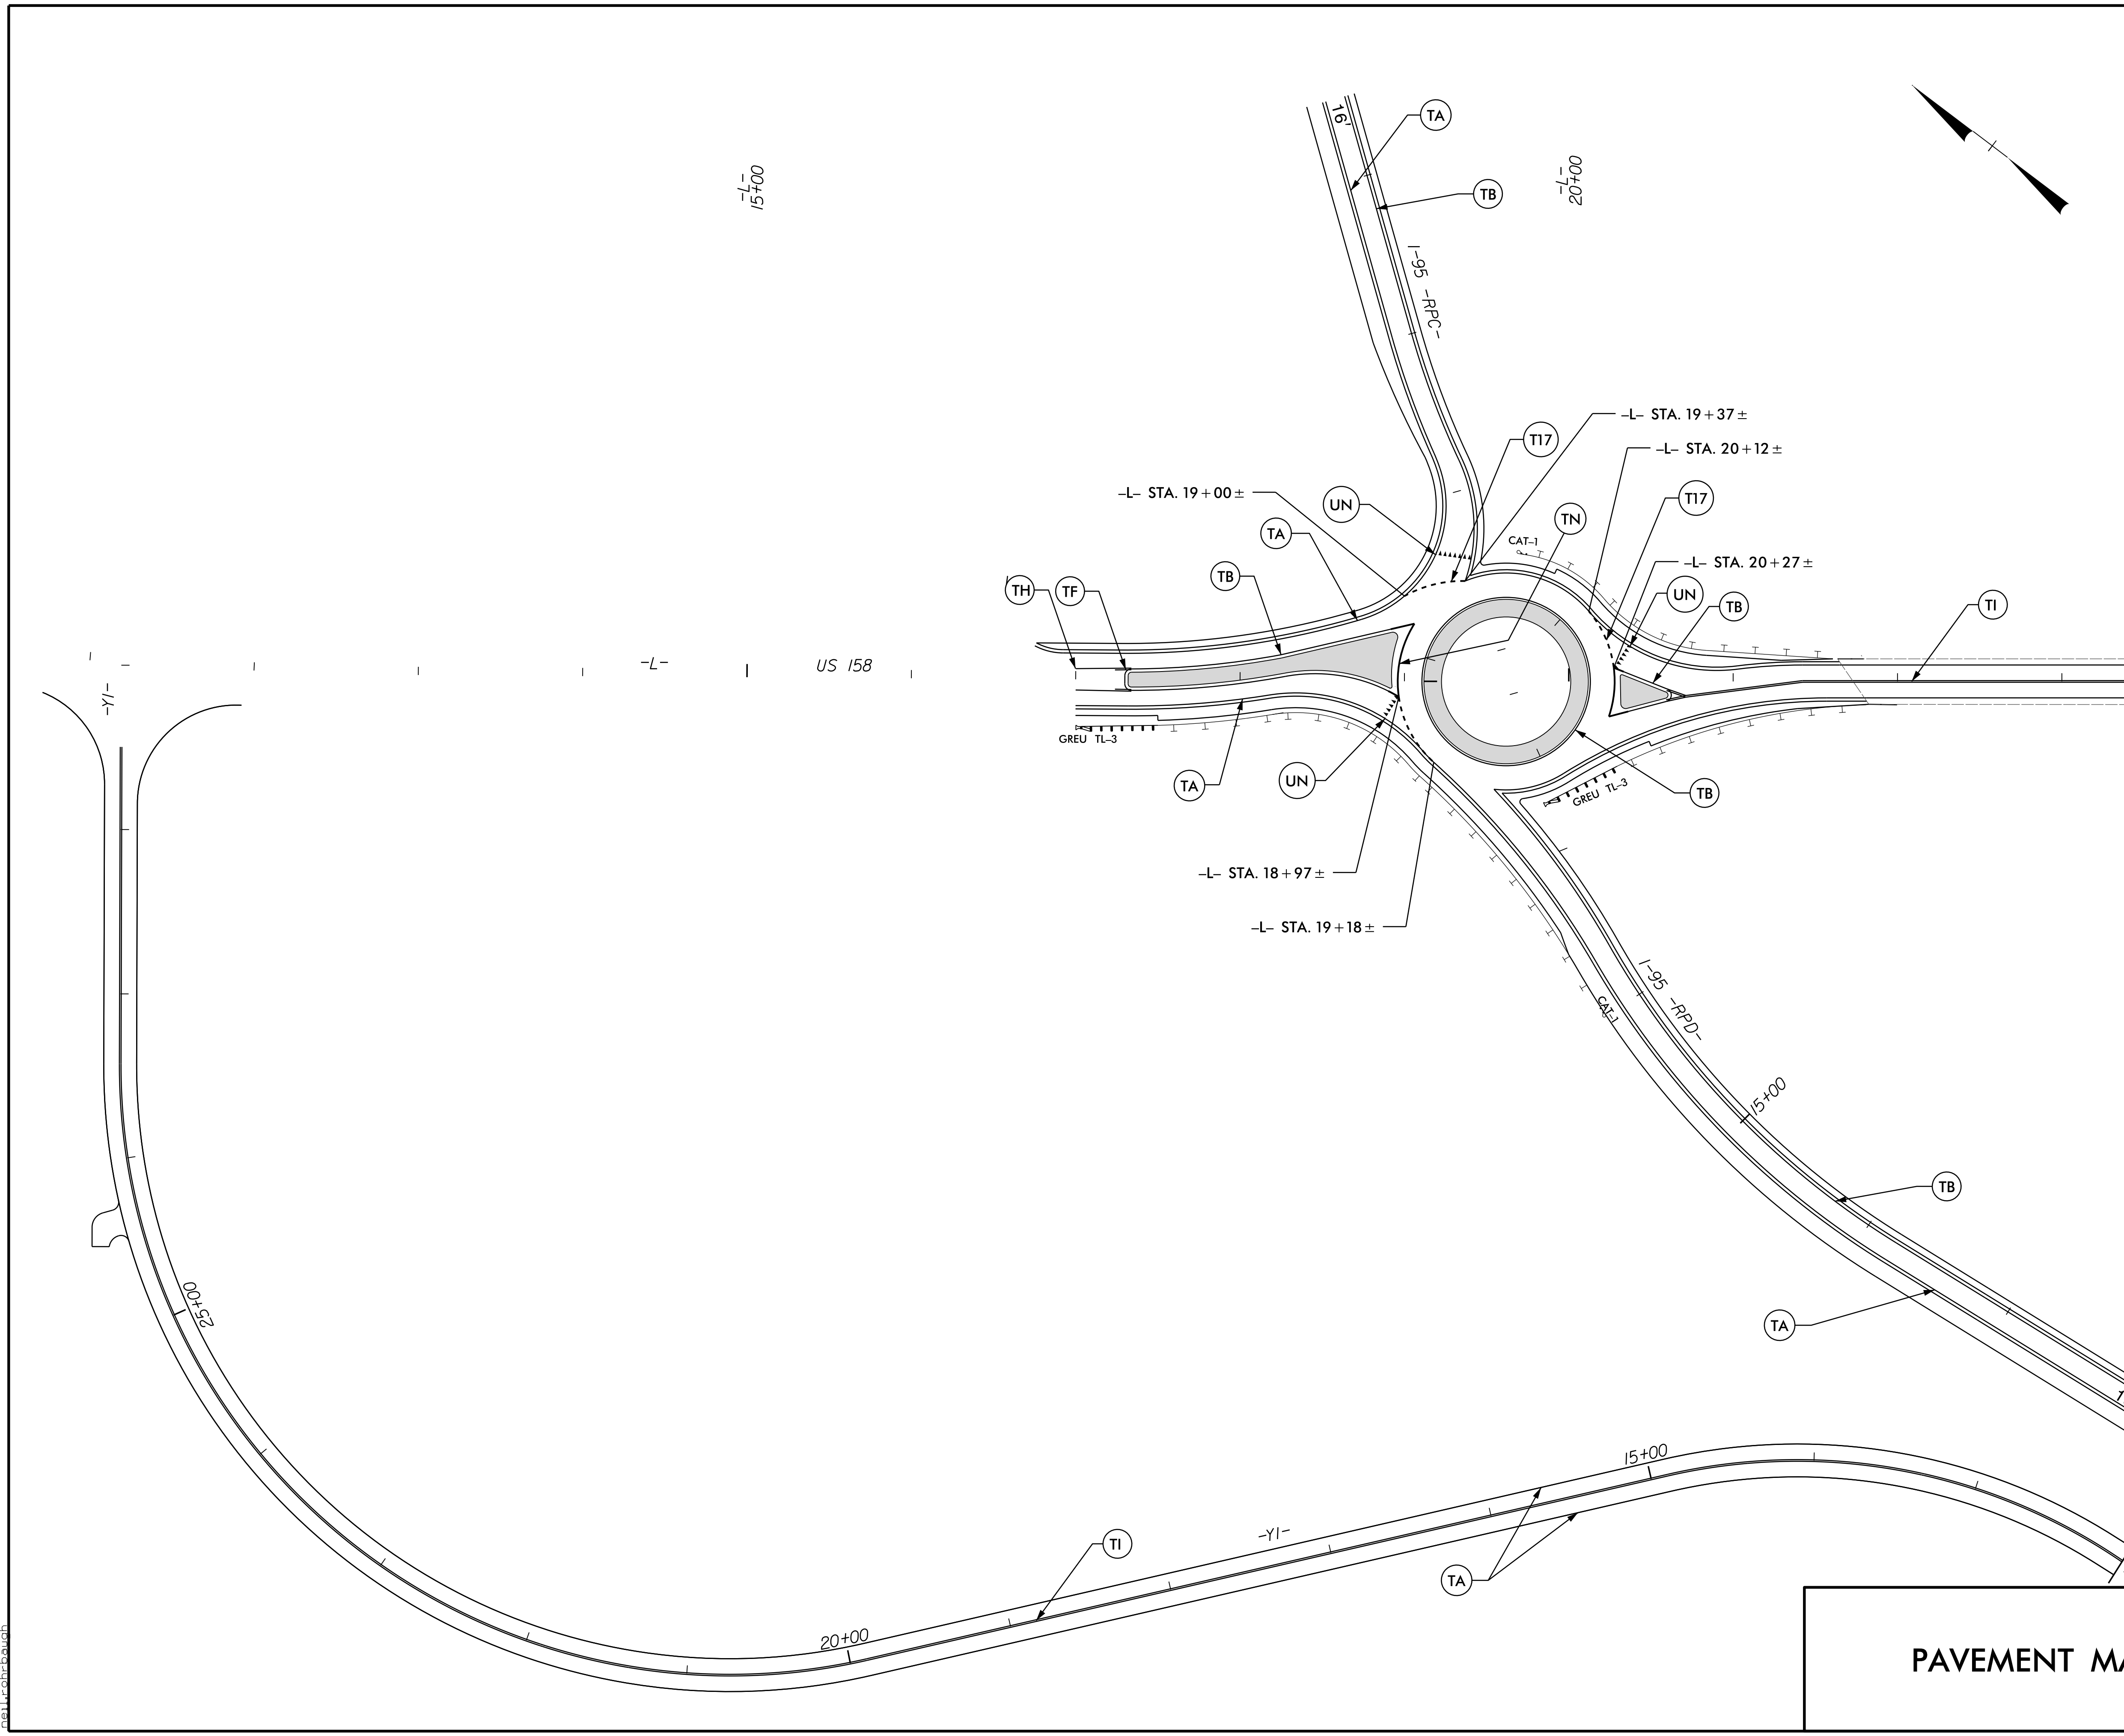 16'
TA
TB
-L-
15+00
-L-
20+00
I-95 -RPC-
-L- STA. 19+37±
T17
-L- STA. 20+12±
-L- STA. 19+00±
UN
T17
TN
TA
CAT-1
-L- STA. 20+27±
TH
TF
TB
UN
TB
TI
-Y1-
-L-
US 158
GREU TL-3
TA
UN
GREU TL-3
TB
-L- STA. 18+97±
-L- STA. 19+18±
I-95 -RPD-
CAT-1
15+00
TB
25+00
TA
15+00
-Y1-
TI
TA
20+00
PAVEMENT MA
neil.rohrbaugh